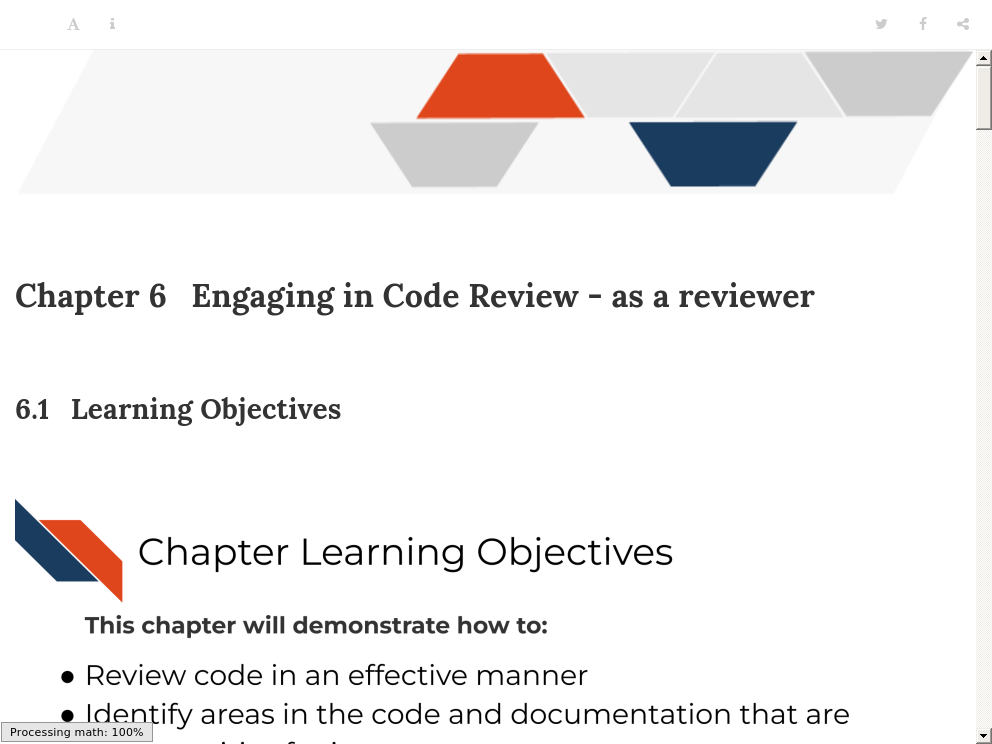 A i
Chapter 6 Engaging in Code Review - as a reviewer
6.1 Learning Objectives
Chapter Learning Objectives
This chapter will demonstrate how to:
● Review code in an effective manner
● Identify areas in the code and documentation that are
Processing math: 100%